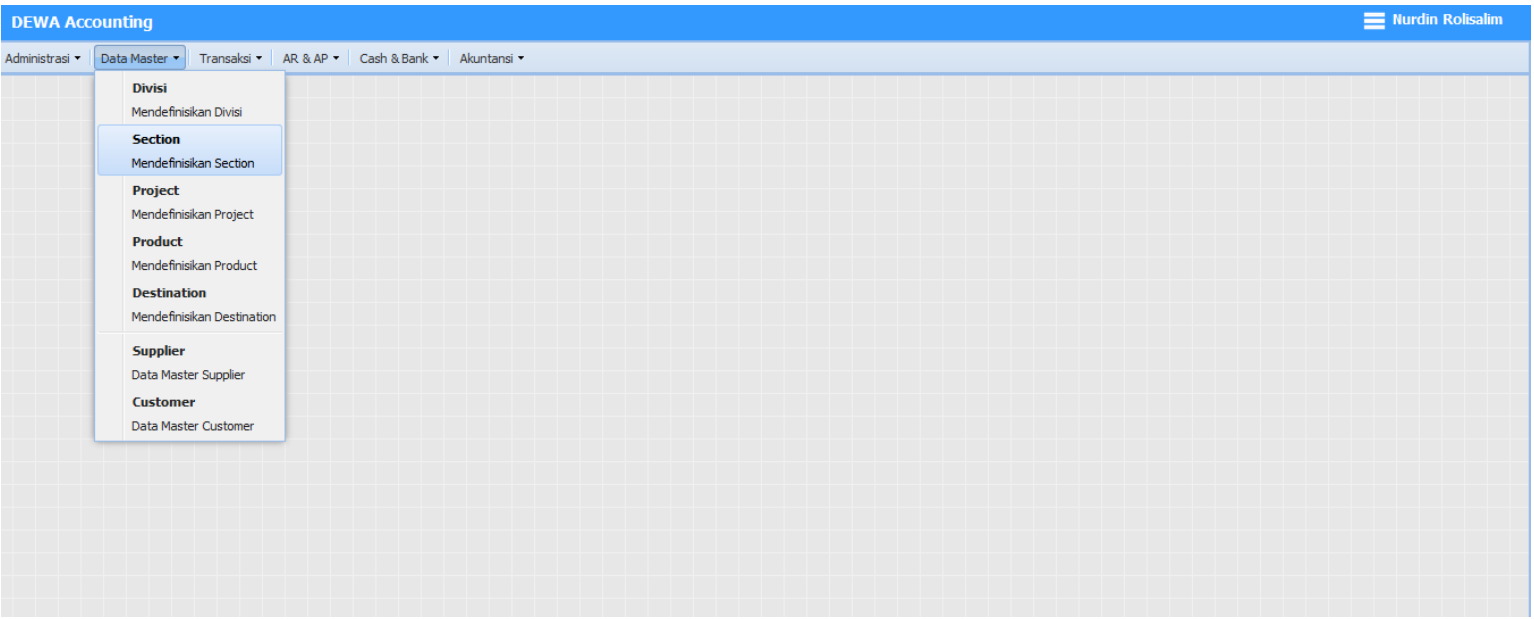 DEWA Accounting
Nurdin Rolisalim
Administrasi Data Master Transaksi AR & AP Cash & Bank Akuntansi
Divisi
Mendefinisikan Divisi
Section
Mendefinisikan Section
Project
Mendefinisikan Project
Product
Mendefinisikan Product
Destination
Mendefinisikan Destination
Supplier
Data Master Supplier
Customer
Data Master Customer